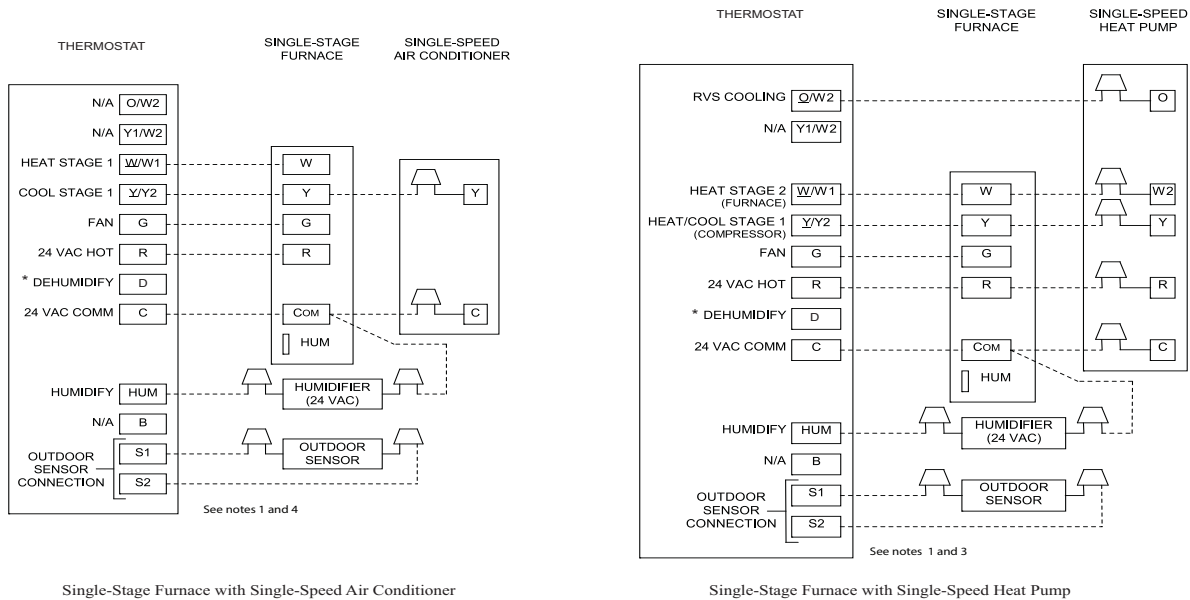 THERMOSTAT
SINGLE-STAGE
FURNACE
SINGLE-SPEED
AIR CONDITIONER
N/A O/W2
N/A Y1/W2
HEAT STAGE 1 W/W1 W
COOL STAGE 1 Y/Y2 Y Y
FAN G G
24 VAC HOT R R
* DEHUMIDIFY D
24 VAC COMM C COM C
HUM
HUMIDIFY HUM
HUMIDIFIER
(24 VAC)
N/A B
OUTDOOR
SENSOR
CONNECTION
S1
S2
OUTDOOR
SENSOR
See notes 1 and 4
Single-Stage Furnace with Single-Speed Air Conditioner
THERMOSTAT
SINGLE-STAGE
FURNACE
SINGLE-SPEED
HEAT PUMP
RVS COOLING O/W2 O
N/A Y1/W2
HEAT STAGE 2 W/W1 W W2
(FURNACE)
HEAT/COOL STAGE 1 Y/Y2 Y Y
(COMPRESSOR)
FAN G G
24 VAC HOT R R R
* DEHUMIDIFY D
24 VAC COMM C COM C
HUM
HUMIDIFY HUM
HUMIDIFIER
(24 VAC)
N/A B
OUTDOOR
SENSOR
CONNECTION
S1
S2
OUTDOOR
SENSOR
See notes 1 and 3
Single-Stage Furnace with Single-Speed Heat Pump